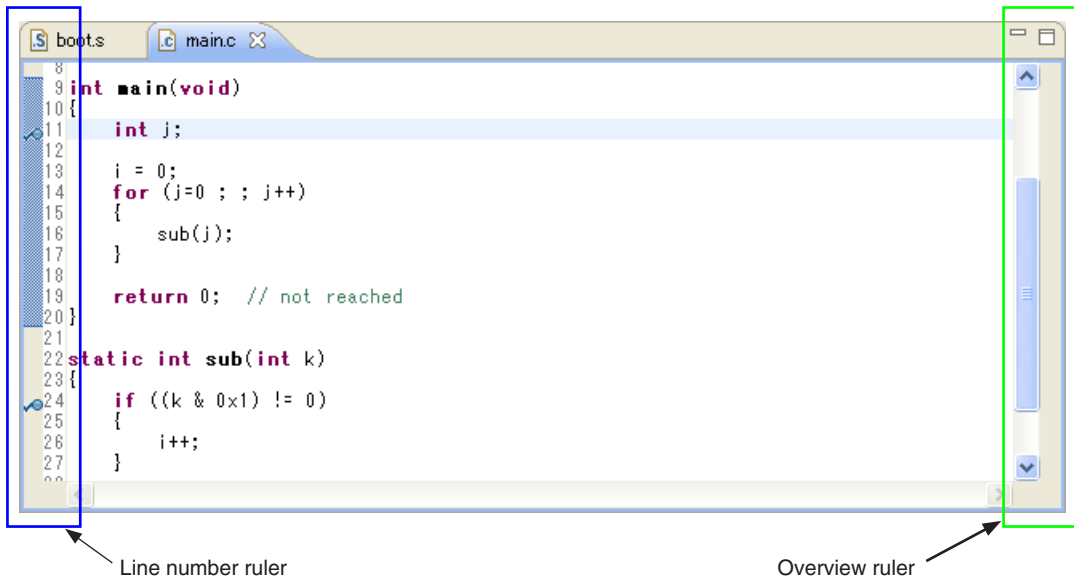 .S boot.s .c main.c
8
9 int main(void)
10 {
11 int j;
12
13 i = 0;
14 for (j=0 ; ; j++)
15 {
16 sub(j);
17 }
18
19 return 0; // not reached
20 }
21
22 static int sub(int k)
23 {
24 if ((k & 0x1) != 0)
25 {
26 i++;
27 }
Line number ruler Overview ruler